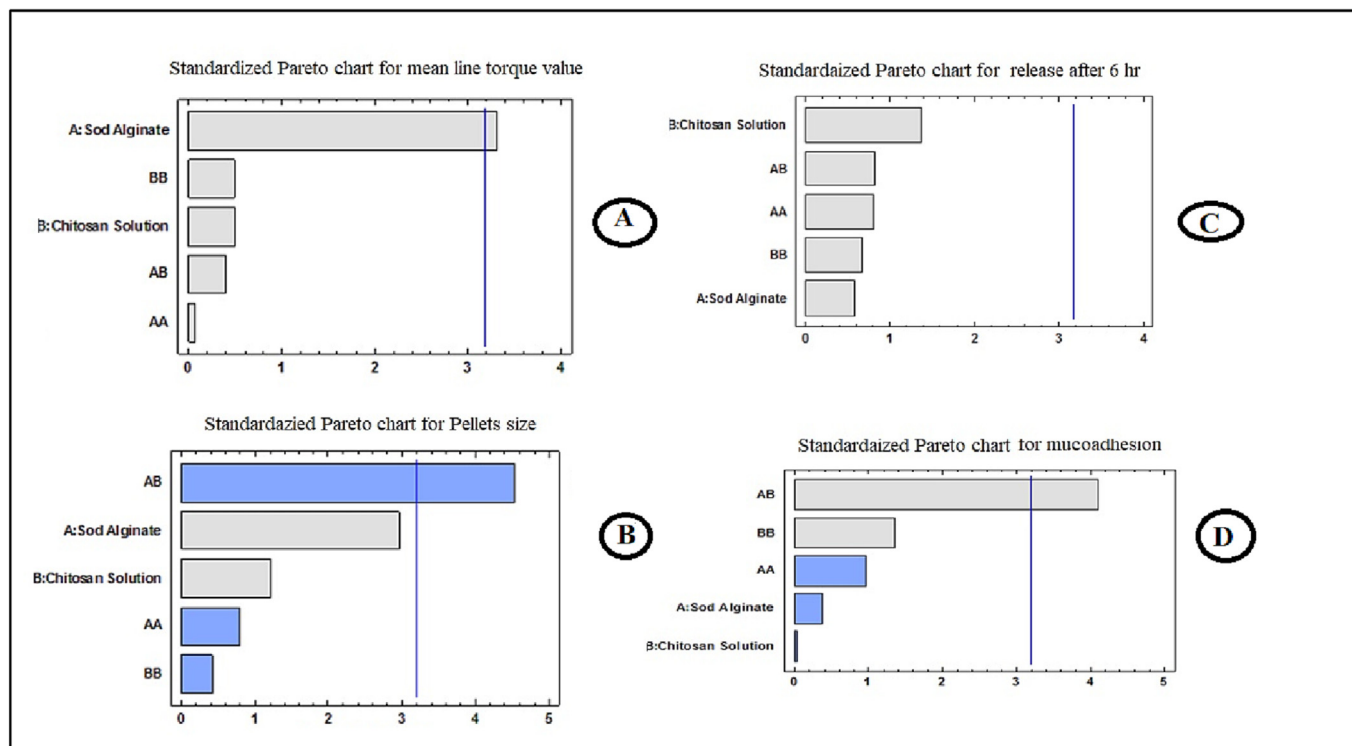 Standardized Pareto chart for mean line torque value
0 1 2 3 4
A:Sod Alginate
BB
B:Chitosan Solution
AB
AA
A
Standardazied Pareto chart for Pellets size
AB
A:Sod Alginate
B:Chitosan Solution
AA
BB
0 1 2 3 4 5
B
Standardaized Pareto chart for release after 6 hr
B:Chitosan Solution
AB
AA
BB
A:Sod Alginate
0 1 2 3 4
C
Standardaized Pareto chart for mucoadhesion
AB
BB
AA
A:Sod Alginate
B:Chitosan Solution
0 1 2 3 4 5
D